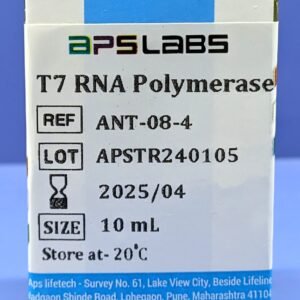 aPSLaBS
T7 RNA Polymerase
REF ANT-08-4
LOT APSTR240105
2025/04
SIZE 10 mL
Store at- 20°C
Aps lifetech - Survey No. 61, Lake View City, Beside Lifeline
Wadgaon Shinde Road, Lohegaon, Pune, Maharashtra 41104